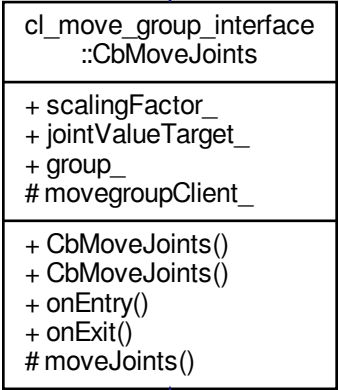 cl_move_group_interface
::CbMoveJoints
+ scalingFactor_
+ jointValueTarget_
+ group_
# movegroupClient_
+ CbMoveJoints()
+ CbMoveJoints()
+ onEntry()
+ onExit()
# moveJoints()